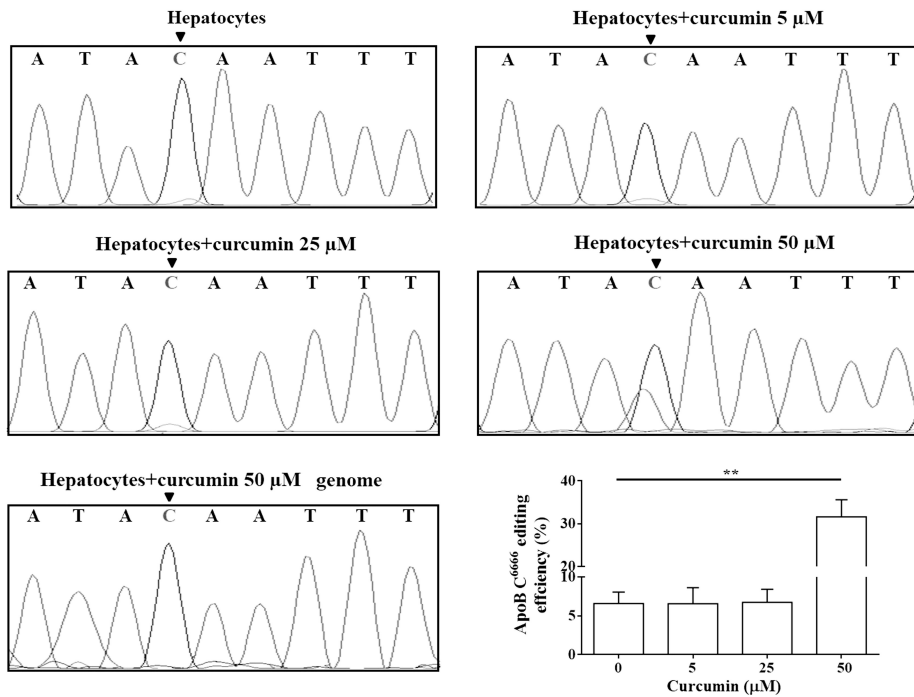 Hepatocytes
A T A C A A T T T
Hepatocytes+curcumin 5 μM
A T A C A A T T T
Hepatocytes+curcumin 25 μM
A T A C A A T T T
Hepatocytes+curcumin 50 μM
A T A C A A T T T
Hepatocytes+curcumin 50 μM genome
A T A C A A T T T
ApoB C⁶⁶⁶⁶ editing
effciency (%)
40
30
20
10
5
0
**
0 5 25 50
Curcumin (μM)